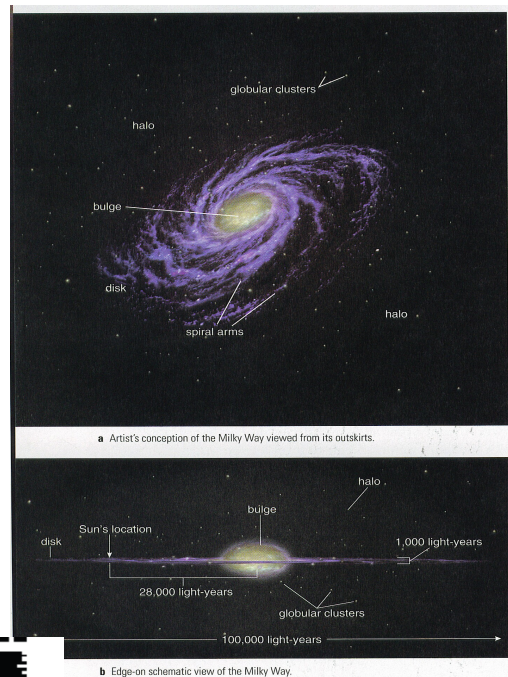 globular clusters
halo
bulge
disk
halo
spiral arms
a Artist's conception of the Milky Way viewed from its outskirts.
halo
bulge
Sun's location
disk
1,000 light-years
28,000 light-years
globular clusters
100,000 light-years
b Edge-on schematic view of the Milky Way.